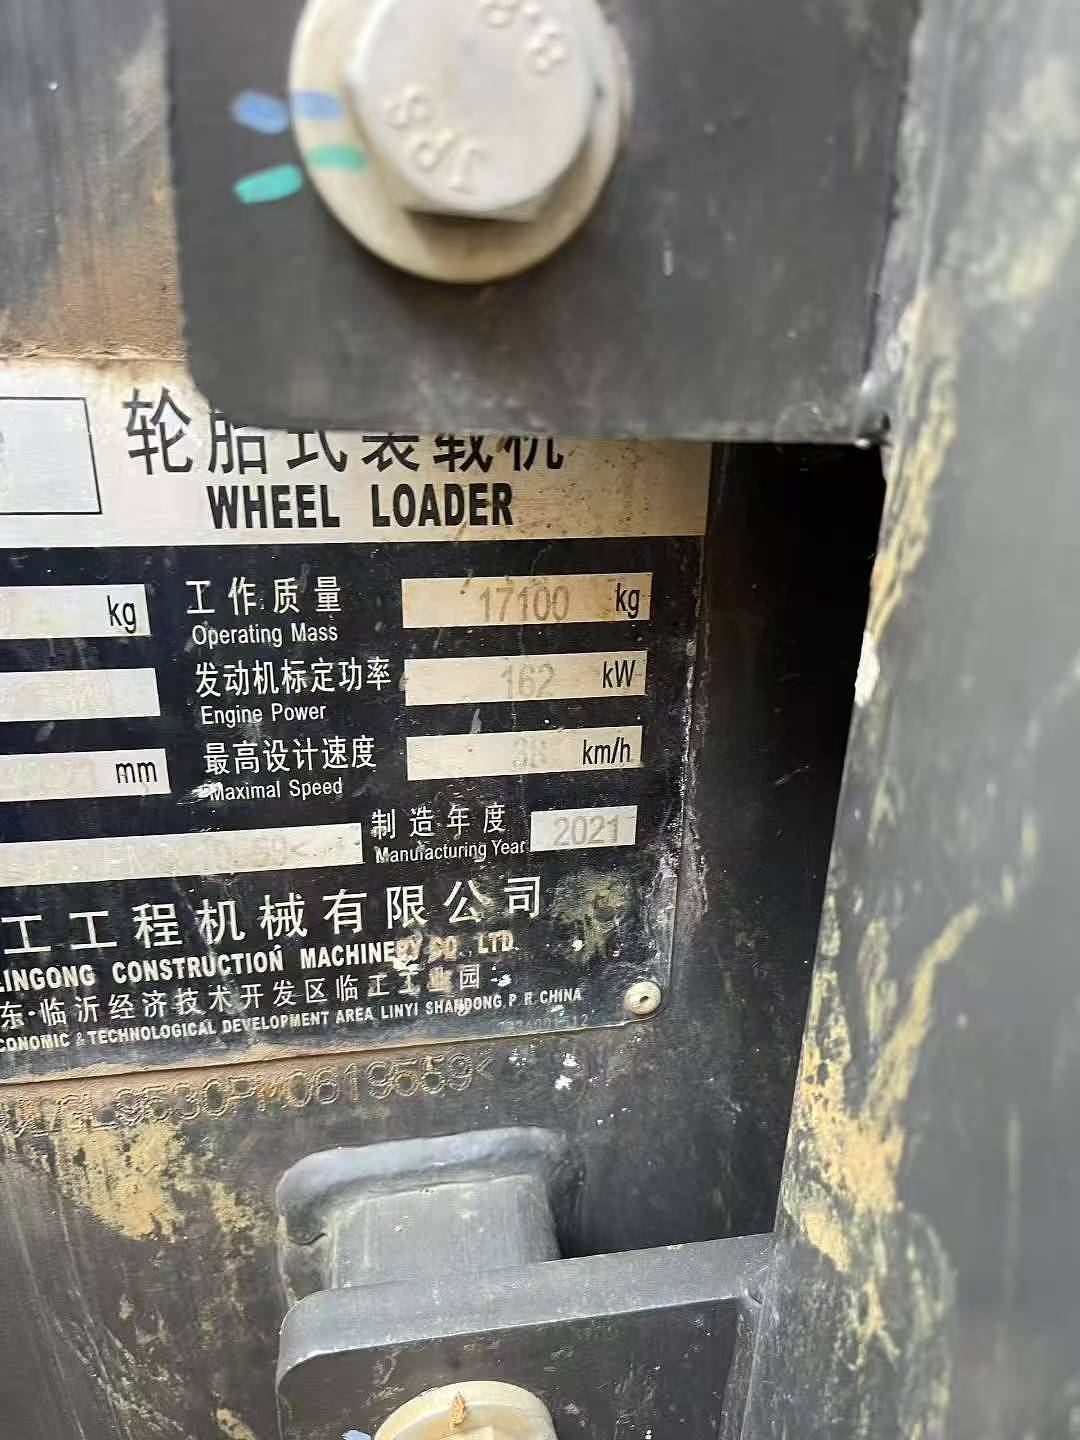 8.8
JP8
轮胎式装载机
WHEEL LOADER
kg
工作质量 17100 kg
Operating Mass
发动机标定功率 162 kW
Engine Power
mm
最高设计速度 38 km/h
Maximal Speed
制造年度 2021
Manufacturing Year
工工程机械有限公司
LINGONG CONSTRUCTION MACHINERY CO. LTD.
东·临沂经济技术开发区临工工业园
CONOMIC & TECHNOLOGICAL DEVELOPMENT AREA LINYI SHANDONG P. R. CHINA
L9530PM0619559<